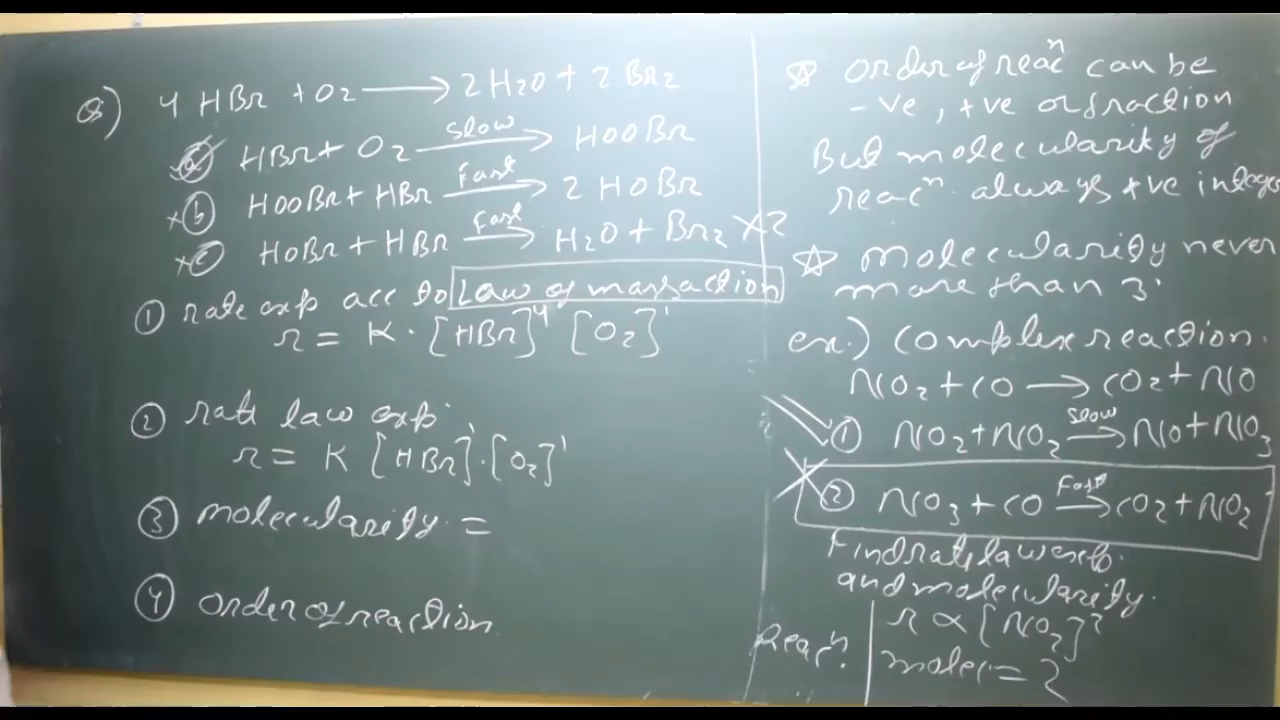 Q) 4 HBr + O2 ⟶ 2 H2O + 2 Br2
(a) HBr + O2 ⟶ slow HOOBr
×(b) HOOBr + HBr ⟶ Fast 2 HOBr
×(c) HOBr + HBr ⟶ Fast H2O + Br2 ×2
① rate exp acc to Law of mass action
r = K · [HBr]⁴ [O2]¹
② rate law exp.
r = K [HBr]¹ · [O2]¹
③ molecularity =
④ order of reaction
☆ order of reacⁿ can be
-ve, +ve or fraction
But molecularity of
reacⁿ always +ve integer
☆ molecularity never
more than 3.
ex.) Complex reaction.
NO2 + CO ⟶ CO2 + NO
① NO2 + NO2 ⟶ slow NO + NO3
② NO3 + CO ⟶ Fast CO2 + NO2
Find rate law exp.
and molecularity.
r ∝ [NO2]²
Reacⁿ. molec = 2